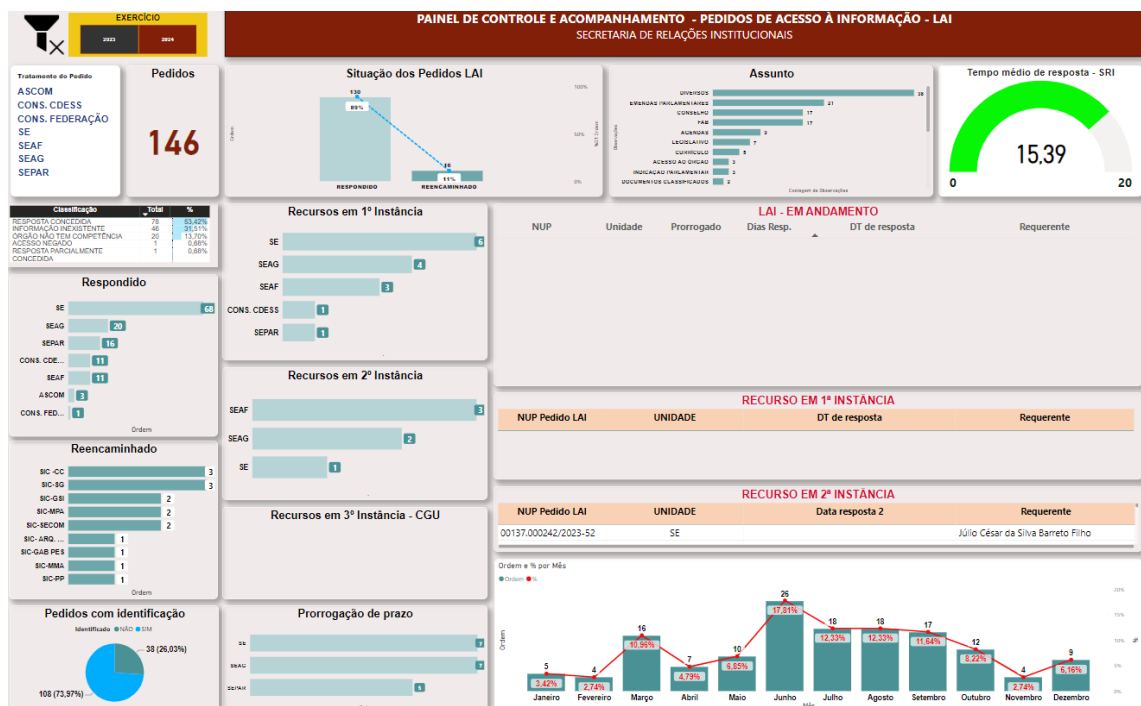 EXERCÍCIO
2023
2024
PAINEL DE CONTROLE E ACOMPANHAMENTO - PEDIDOS DE ACESSO À INFORMAÇÃO - LAI
SECRETARIA DE RELAÇÕES INSTITUCIONAIS
Tratamento do Pedido
ASCOM
CONS. CDESS
CONS. FEDERAÇÃO
SE
SEAF
SEAG
SEPAR
Pedidos
146
Situação dos Pedidos LAI
130
89%
16
11%
RESPONDIDO
REENCAMINHADO
Ordem
100%
50%
0%
%GT Ordem
Assunto
Observações
DIVERSOS
EMENDAS PARLAMENTARES 21
CONSELHO 17
FAB 17
AGENDAS
LEGISLATIVO 7
CURRÍCULO
ACESSO AO ÓRGÃO
INDICAÇÃO PARLAMENTAR
DOCUMENTOS CLASSIFICADOS 2
Contagem de Observações
Tempo médio de resposta - SRI
15,39
0
20
Classificação Total %
RESPOSTA CONCEDIDA 78 53,42%
INFORMAÇÃO INEXISTENTE 46 31,51%
ÓRGÃO NÃO TEM COMPETÊNCIA 20 13,70%
ACESSO NEGADO 1 0,68%
RESPOSTA PARCIALMENTE 1 0,68%
CONCEDIDA
Respondido
SE 68
SEAG 20
SEPAR 16
CONS. CDE... 11
SEAF 11
ASCOM 3
CONS. FED... 1
Ordem
Reencaminhado
SIC -CC 3
SIC-SG 3
SIC-GSI 2
SIC-MPA 2
SIC-SECOM 2
SIC- ARQ. ... 1
SIC-GAB PES 1
SIC-MMA 1
SIC-PP 1
Ordem
Pedidos com identificação
Identificado NÃO SIM
38 (26,03%)
108 (73,97%)
Recursos em 1º Instância
SE 6
SEAG 4
SEAF 3
CONS. CDESS 1
SEPAR 1
Recursos em 2º Instância
SEAF 3
SEAG 2
SE 1
Recursos em 3º Instância - CGU
Prorrogação de prazo
SE 7
SEAG 7
SEPAR 5
LAI - EM ANDAMENTO
NUP Unidade Prorrogado Dias Resp. DT de resposta Requerente
RECURSO EM 1ª INSTÂNCIA
NUP Pedido LAI UNIDADE DT de resposta Requerente
RECURSO EM 2ª INSTÂNCIA
NUP Pedido LAI UNIDADE Data resposta 2 Requerente
00137.000242/2023-52 SE Júlio César da Silva Barreto Filho
Ordem e % por Mês
Ordem %
Ordem
5 4 16 7 10 26 18 18 17 12 4 9
3,42% 2,74% 10,96% 4,79% 6,85% 17,81% 12,33% 12,33% 11,64% 8,22% 2,74% 6,16%
20%
15%
10%
5%
0%
%
Janeiro Fevereiro Março Abril Maio Junho Julho Agosto Setembro Outubro Novembro Dezembro
Mês